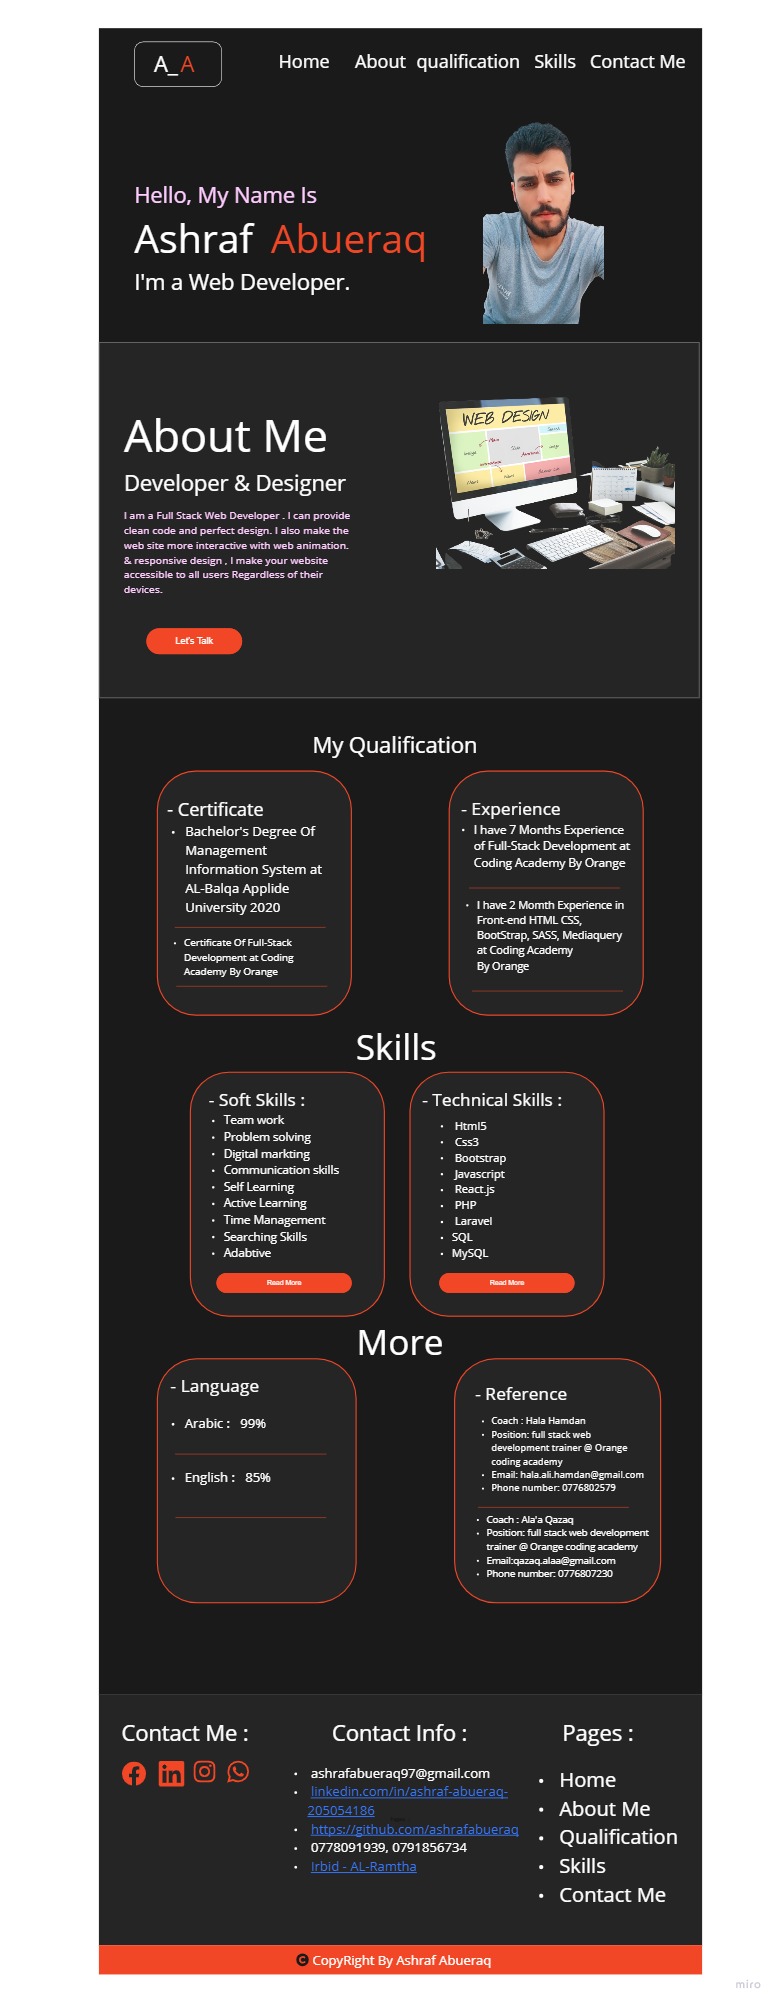 A_A
Home About qualification Skills Contact Me
Hello, My Name Is
Ashraf Abueraq
I'm a Web Developer.
About Me
Developer & Designer
I am a Full Stack Web Developer . I can provide
clean code and perfect design. I also make the
web site more interactive with web animation.
& responsive design , I make your website
accessible to all users Regardless of their
devices.
Let's Talk
WEB DESIGN
My Qualification
- Certificate
• Bachelor's Degree Of
Management
Information System at
AL-Balqa Applide
University 2020
• Certificate Of Full-Stack
Development at Coding
Academy By Orange
- Experience
• I have 7 Months Experience
of Full-Stack Development at
Coding Academy By Orange
• I have 2 Momth Experience in
Front-end HTML CSS,
BootStrap, SASS, Mediaquery
at Coding Academy
By Orange
Skills
- Soft Skills :
• Team work
• Problem solving
• Digital markting
• Communication skills
• Self Learning
• Active Learning
• Time Management
• Searching Skills
• Adabtive
Read More
- Technical Skills :
• Html5
• Css3
• Bootstrap
• Javascript
• React.js
• PHP
• Laravel
• SQL
• MySQL
Read More
More
- Language
• Arabic : 99%
• English : 85%
- Reference
• Coach : Hala Hamdan
• Position: full stack web
development trainer @ Orange
coding academy
• Email: hala.ali.hamdan@gmail.com
• Phone number: 0776802579
• Coach : Ala'a Qazaq
• Position: full stack web development
trainer @ Orange coding academy
• Email:qazaq.alaa@gmail.com
• Phone number: 0776807230
Contact Me :
Contact Info :
• ashrafabueraq97@gmail.com
• linkedin.com/in/ashraf-abueraq-
205054186
• https://github.com/ashrafabueraq
• 0778091939, 0791856734
• Irbid - AL-Ramtha
Pages :
• Home
• About Me
• Qualification
• Skills
• Contact Me
© CopyRight By Ashraf Abueraq
miro